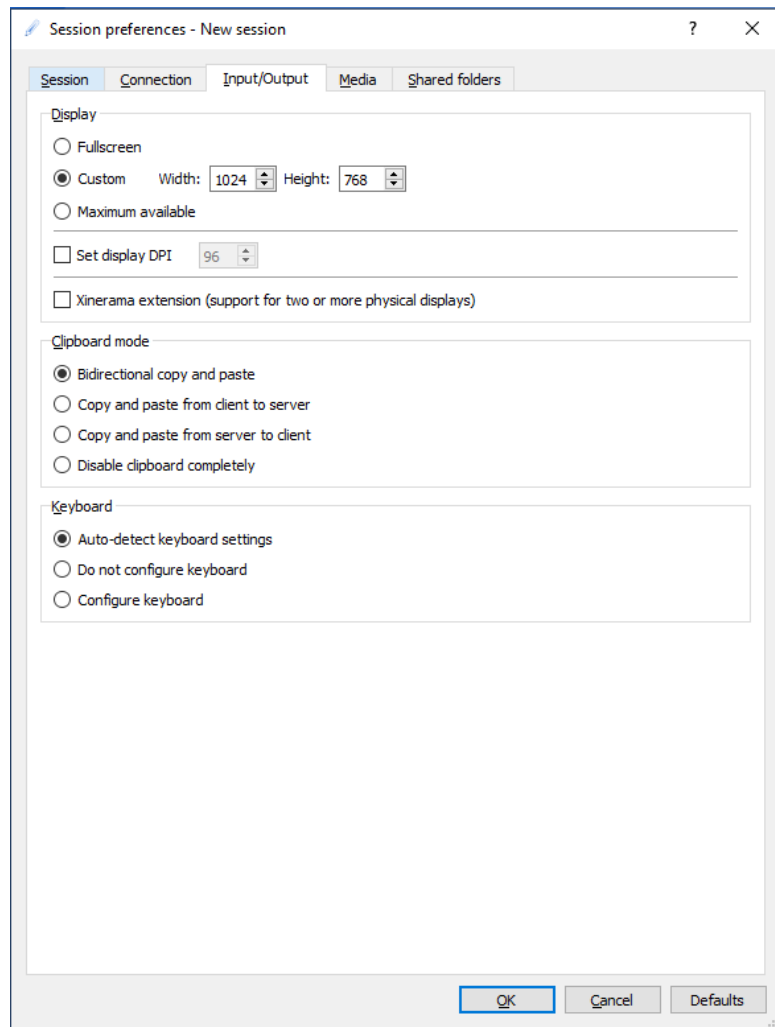 Session preferences - New session ? ×
Session Connection Input/Output Media Shared folders
Display
Fullscreen
Custom Width: 1024 Height: 768
Maximum available
Set display DPI 96
Xinerama extension (support for two or more physical displays)
Clipboard mode
Bidirectional copy and paste
Copy and paste from client to server
Copy and paste from server to client
Disable clipboard completely
Keyboard
Auto-detect keyboard settings
Do not configure keyboard
Configure keyboard
OK Cancel Defaults